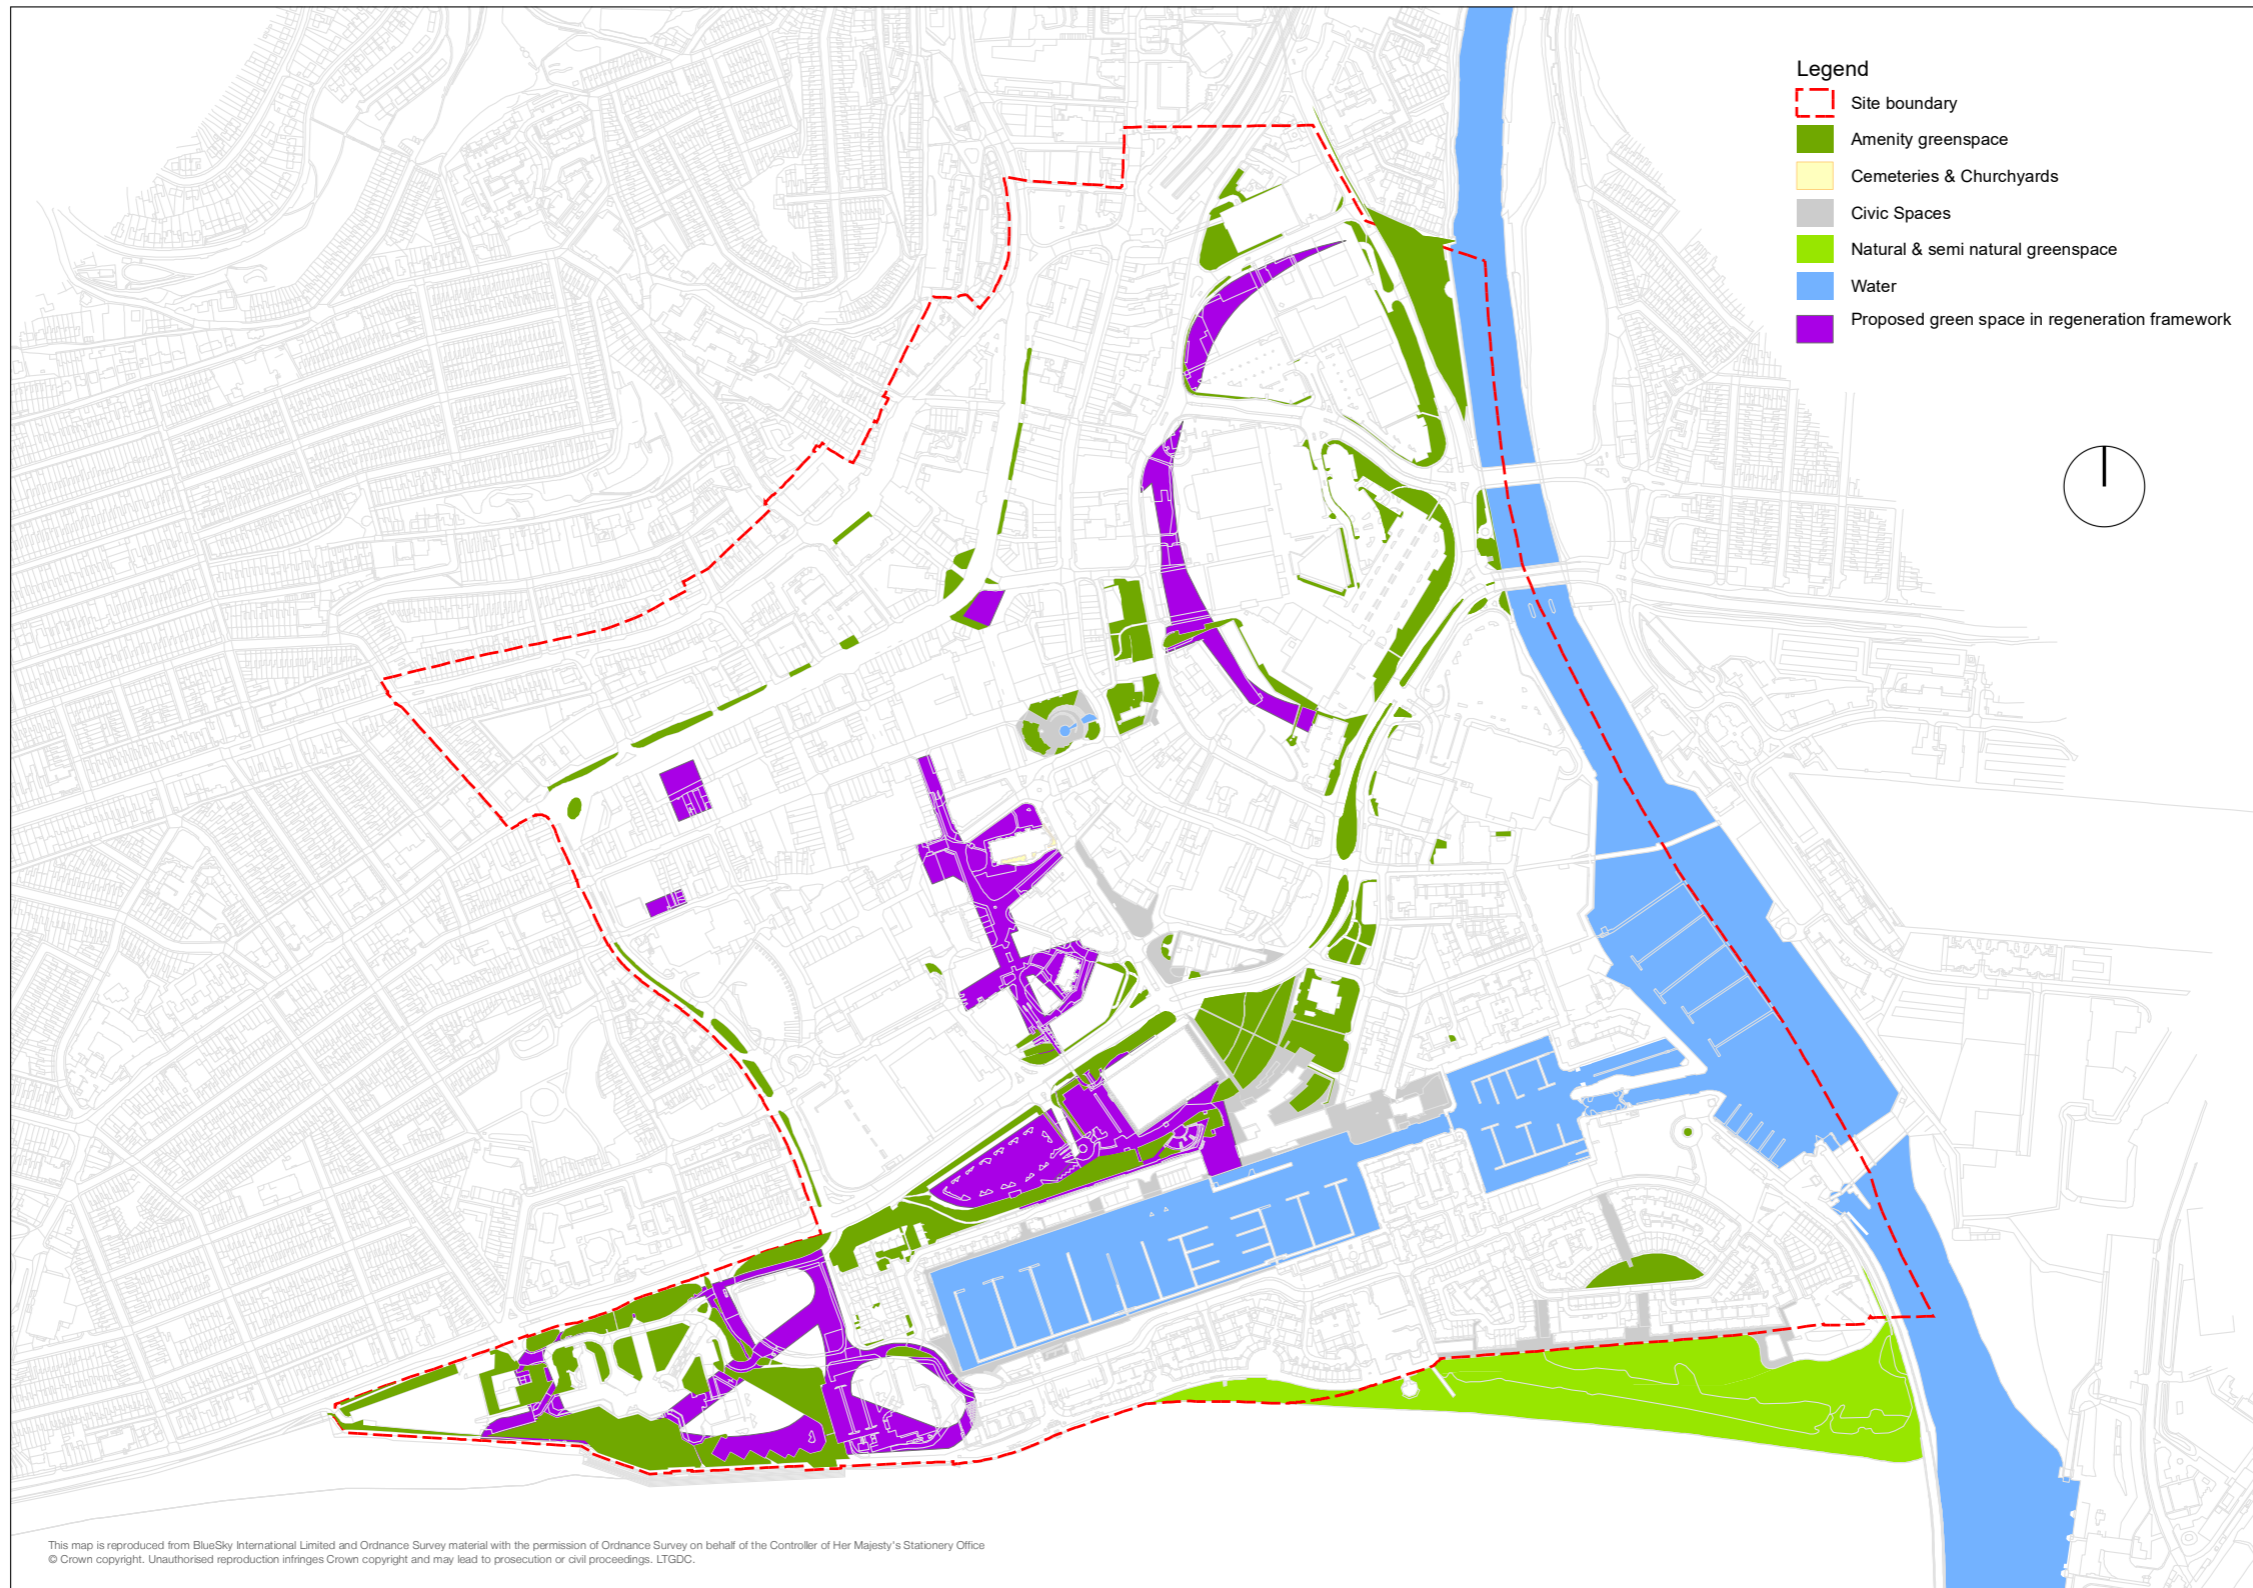 Legend
Site boundary
Amenity greenspace
Cemeteries & Churchyards
Civic Spaces
Natural & semi natural greenspace
Water
Proposed green space in regeneration framework
This map is reproduced from BlueSky International Limited and Ordnance Survey material with the permission of Ordnance Survey on behalf of the Controller of Her Majesty's Stationery Office
© Crown copyright. Unauthorised reproduction infringes Crown copyright and may lead to prosecution or civil proceedings. LTGDC.